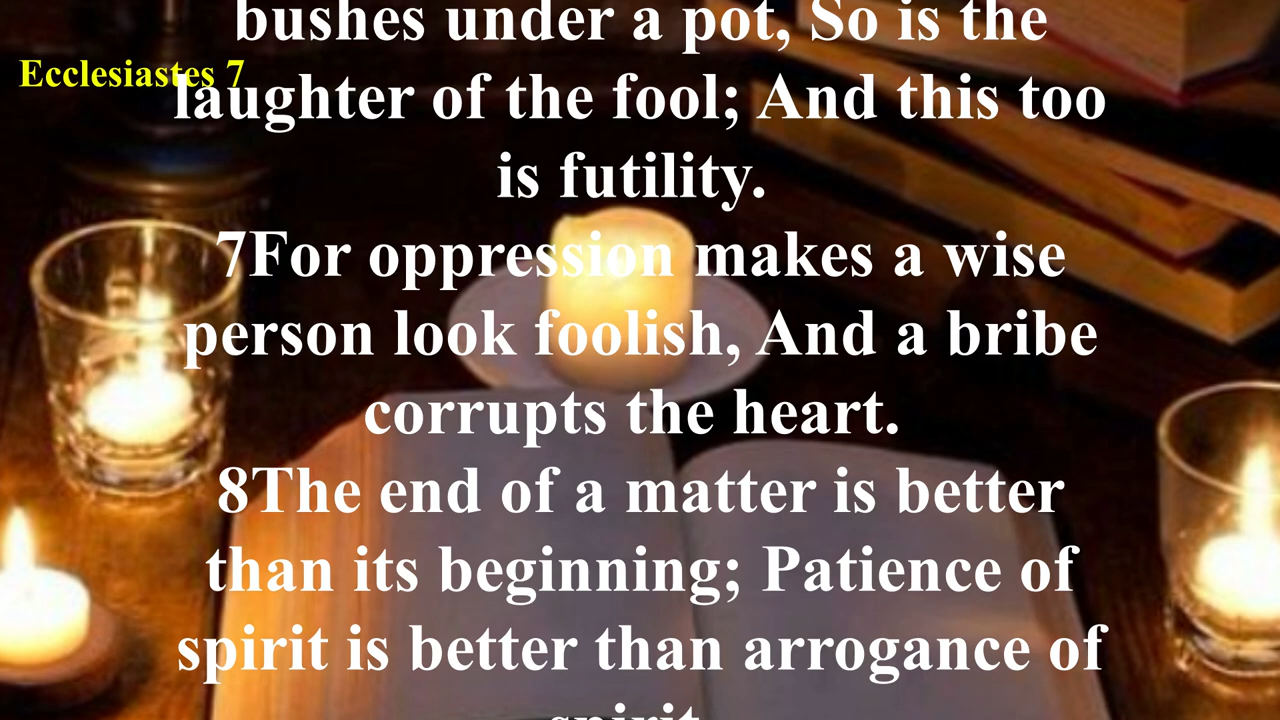 bushes under a pot, So is the
Ecclesiastes 7
laughter of the fool; And this too
is futility.
7For oppression makes a wise
person look foolish, And a bribe
corrupts the heart.
8The end of a matter is better
than its beginning; Patience of
spirit is better than arrogance of
spirit.